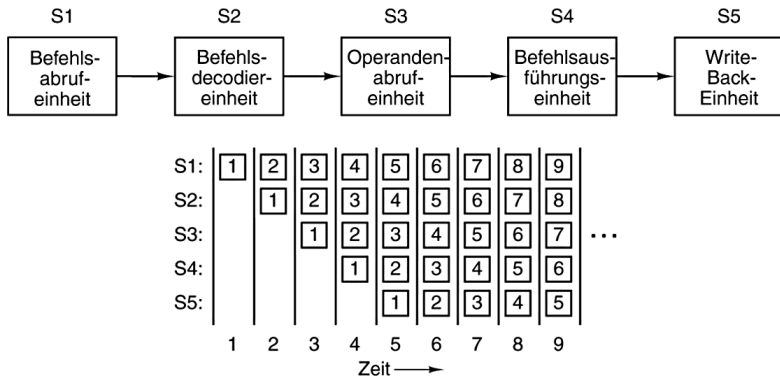 S1 S2 S3 S4 S5
Befehls-
abruf-
einheit
Befehls-
decodier-
einheit
Operanden-
abruf-
einheit
Befehlsaus-
führungs-
einheit
Write-
Back-
Einheit
S1: 1 2 3 4 5 6 7 8 9
S2: 1 2 3 4 5 6 7 8
S3: 1 2 3 4 5 6 7 ...
S4: 1 2 3 4 5 6
S5: 1 2 3 4 5
1 2 3 4 5 6 7 8 9
Zeit